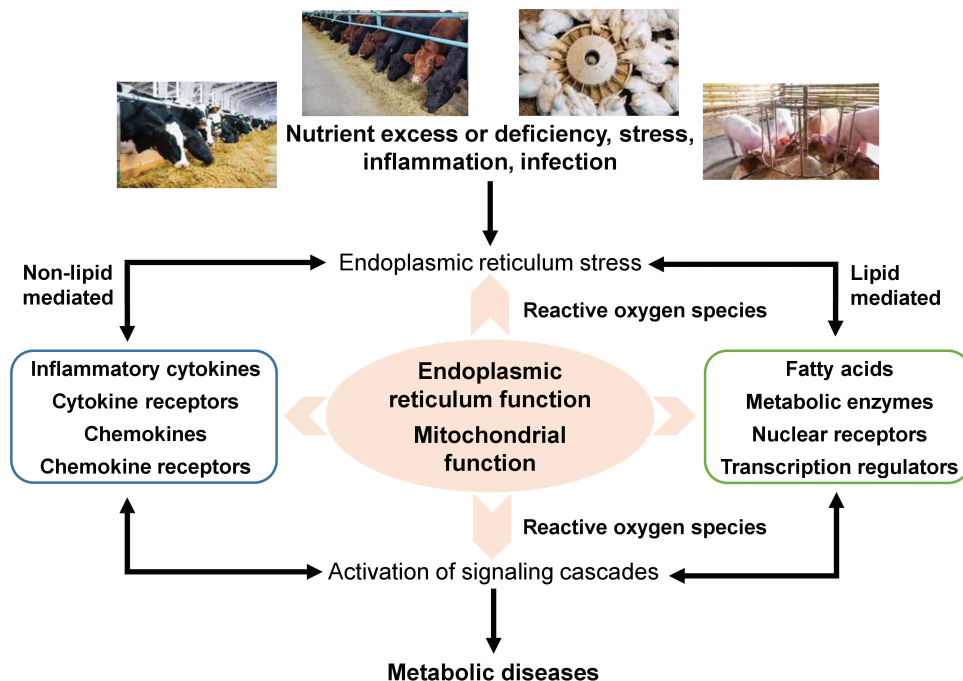 Nutrient excess or deficiency, stress,
inflammation, infection
Endoplasmic reticulum stress
Non-lipid
mediated
Lipid
mediated
Reactive oxygen species
Inflammatory cytokines
Cytokine receptors
Chemokines
Chemokine receptors
Endoplasmic
reticulum function
Mitochondrial
function
Fatty acids
Metabolic enzymes
Nuclear receptors
Transcription regulators
Reactive oxygen species
Activation of signaling cascades
Metabolic diseases